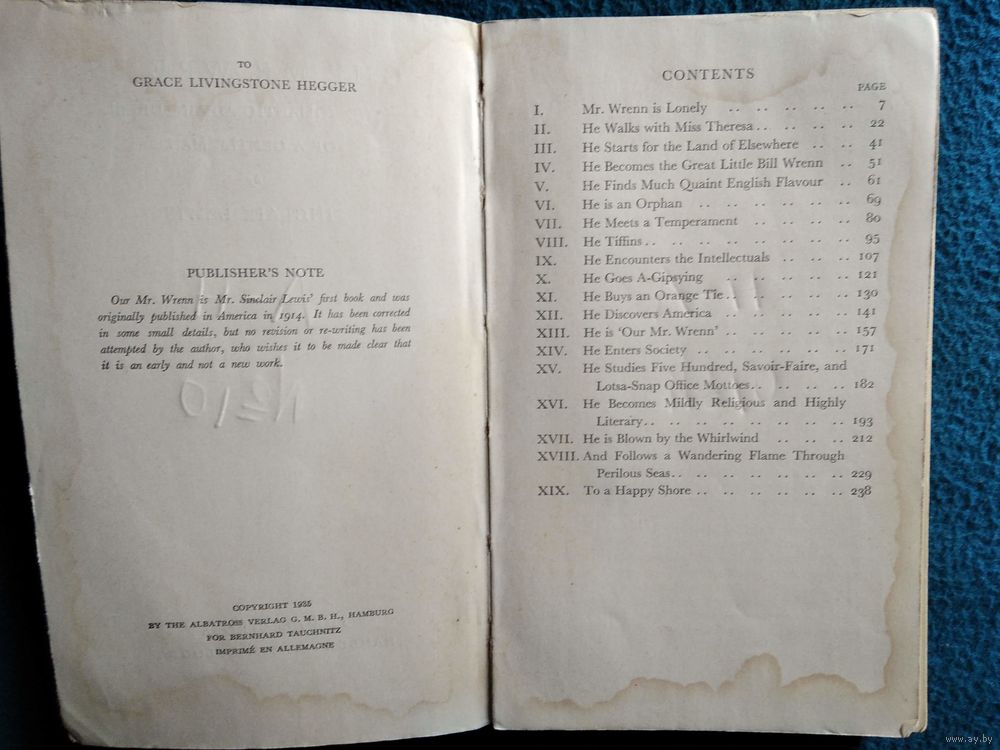 TO
GRACE LIVINGSTONE HEGGER
PUBLISHER'S NOTE
Our Mr. Wrenn is Mr. Sinclair Lewis' first book and was
originally published in America in 1914. It has been corrected
in some small details, but no revision or re-writing has been
attempted by the author, who wishes it to be made clear that
it is an early and not a new work.
№10
COPYRIGHT 1935
BY THE ALBATROSS VERLAG G. M. B. H., HAMBURG
FOR BERNHARD TAUCHNITZ
IMPRIMÉ EN ALLEMAGNE
CONTENTS
PAGE
I. Mr. Wrenn is Lonely .. .. .. .. .. .. 7
II. He Walks with Miss Theresa .. .. .. .. .. 22
III. He Starts for the Land of Elsewhere .. .. .. 41
IV. He Becomes the Great Little Bill Wrenn .. .. 51
V. He Finds Much Quaint English Flavour .. .. 61
VI. He is an Orphan .. .. .. .. .. .. 69
VII. He Meets a Temperament .. .. .. .. .. 80
VIII. He Tiffins .. .. .. .. .. .. .. .. 95
IX. He Encounters the Intellectuals .. .. .. .. 107
X. He Goes A-Gipsying .. .. .. .. .. .. 121
XI. He Buys an Orange Tie .. .. .. .. .. .. 130
XII. He Discovers America .. .. .. .. .. .. 141
XIII. He is 'Our Mr. Wrenn' .. .. .. .. .. .. 157
XIV. He Enters Society .. .. .. .. .. .. .. 171
XV. He Studies Five Hundred, Savoir-Faire, and
Lotsa-Snap Office Mottoes .. .. .. .. .. 182
XVI. He Becomes Mildly Religious and Highly
Literary .. .. .. .. .. .. .. .. .. 193
XVII. He is Blown by the Whirlwind .. .. .. .. 212
XVIII. And Follows a Wandering Flame Through
Perilous Seas .. .. .. .. .. .. .. .. 229
XIX. To a Happy Shore .. .. .. .. .. .. .. 238
www.ay.by